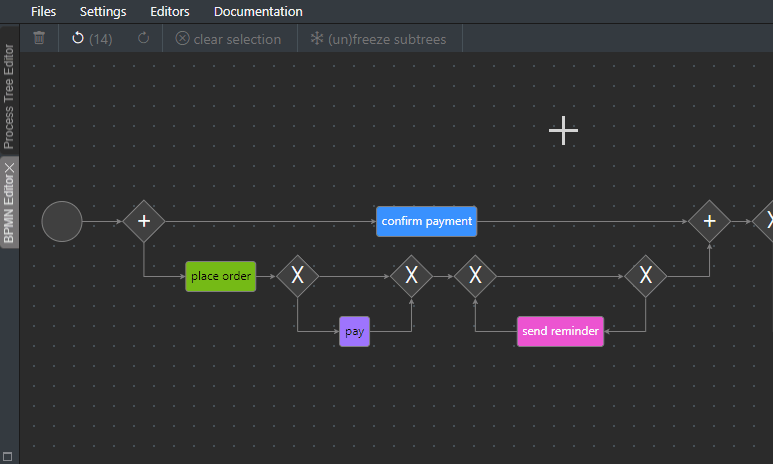 Files Settings Editors Documentation
(14) clear selection (un)freeze subtrees
Process Tree Editor
BPMN Editor
+ confirm payment + X
place order X X X X
pay send reminder